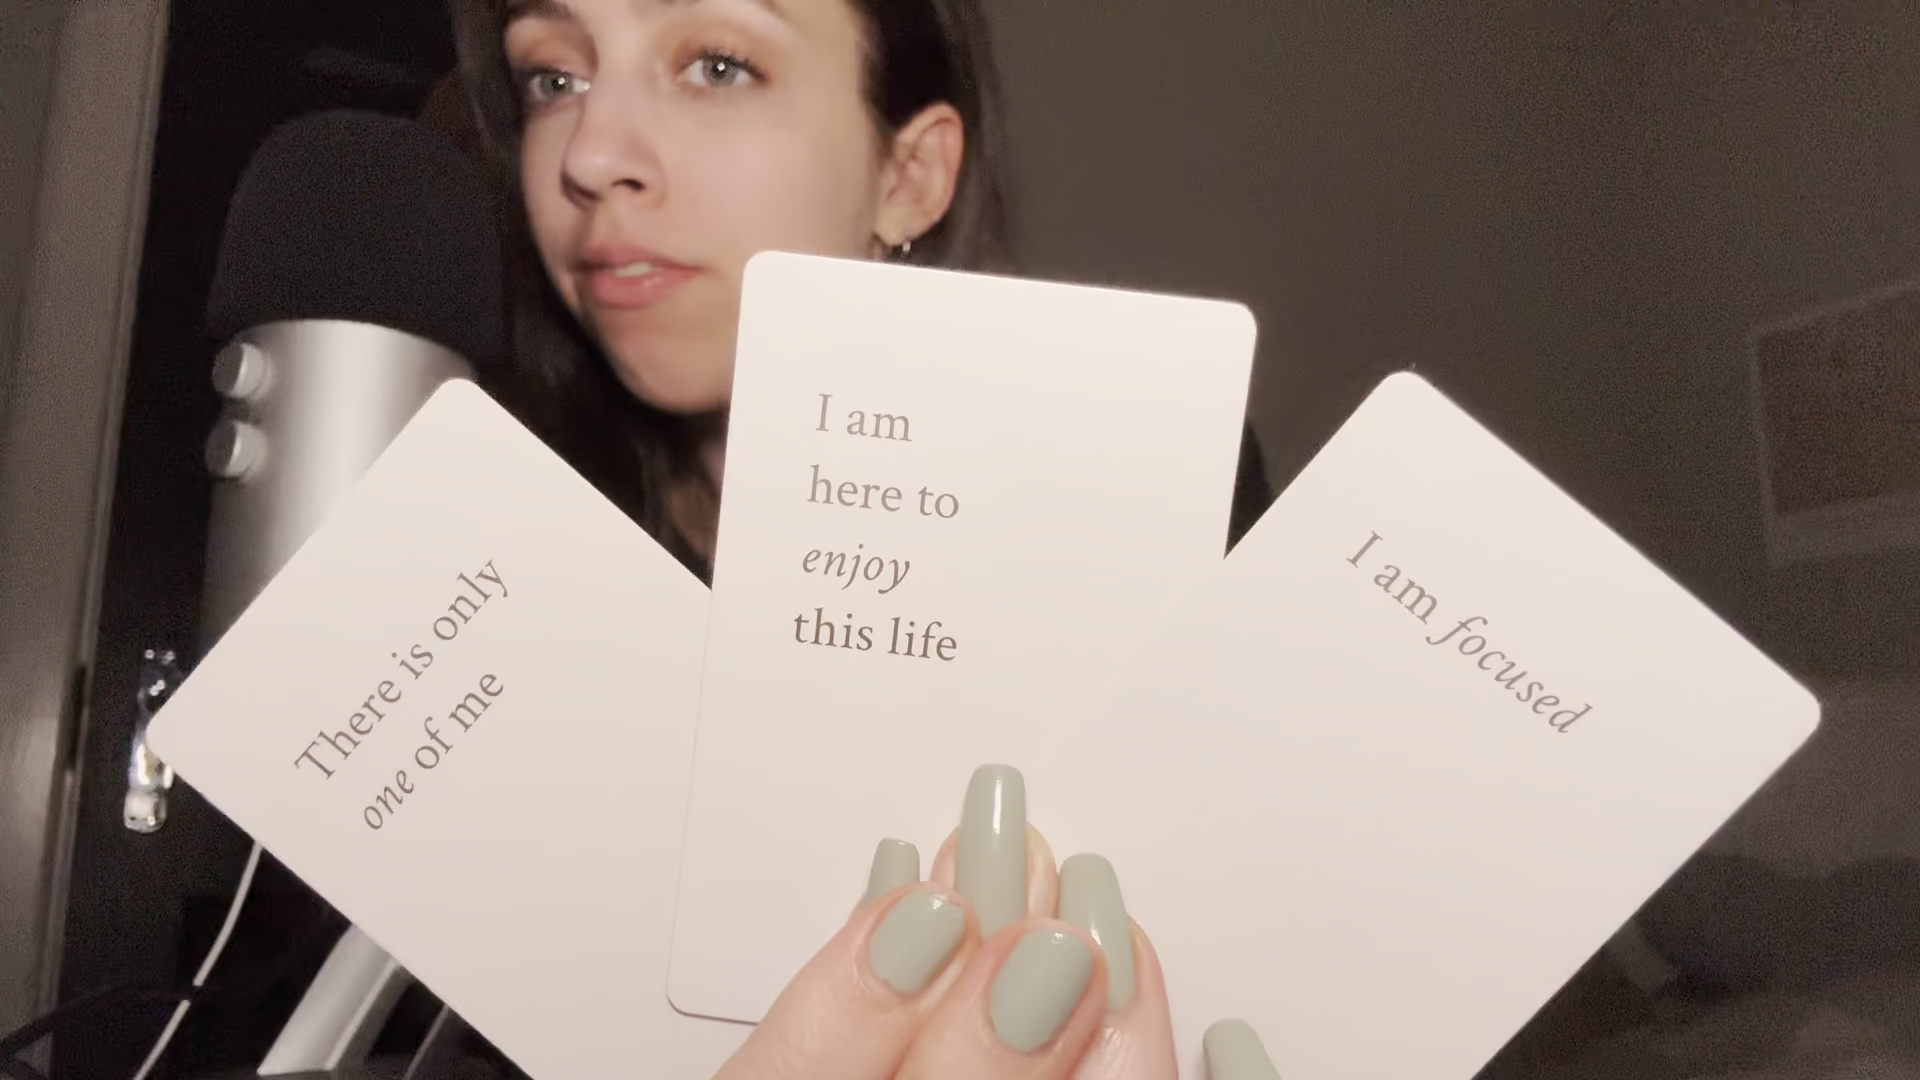 There is only
one of me
I am
here to
enjoy
this life
I am focused